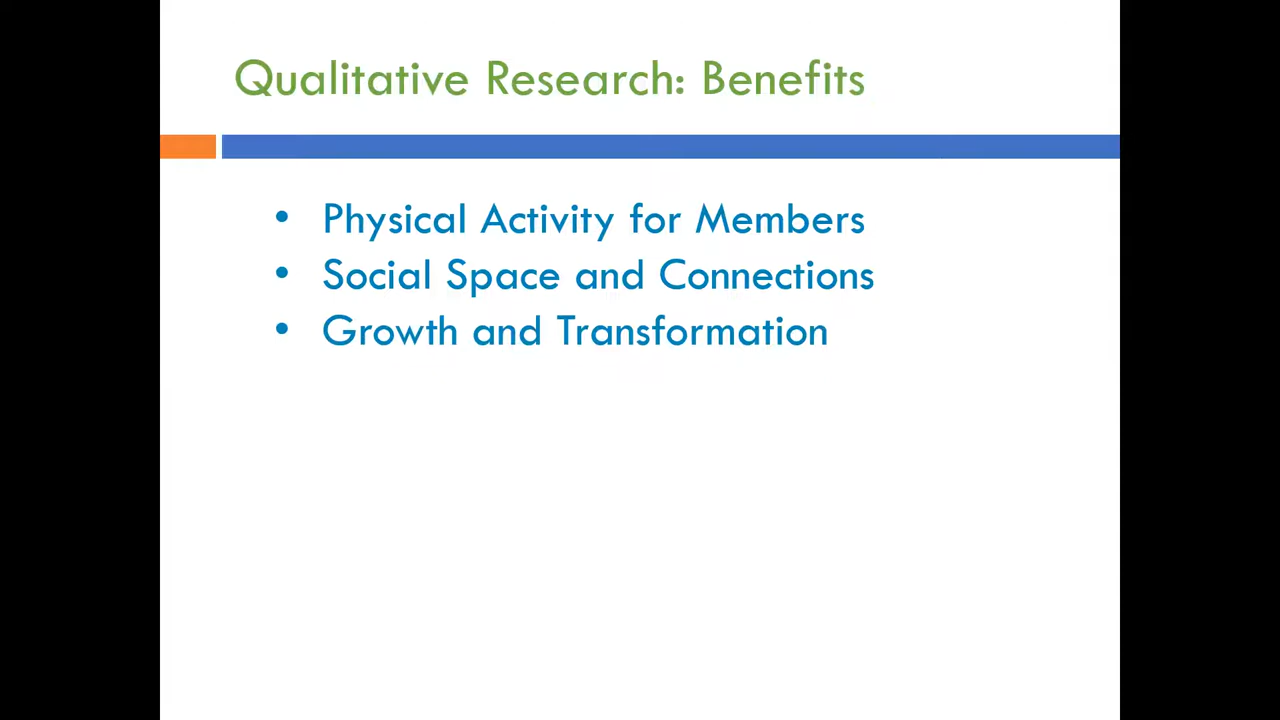 Qualitative Research: Benefits
• Physical Activity for Members
• Social Space and Connections
• Growth and Transformation